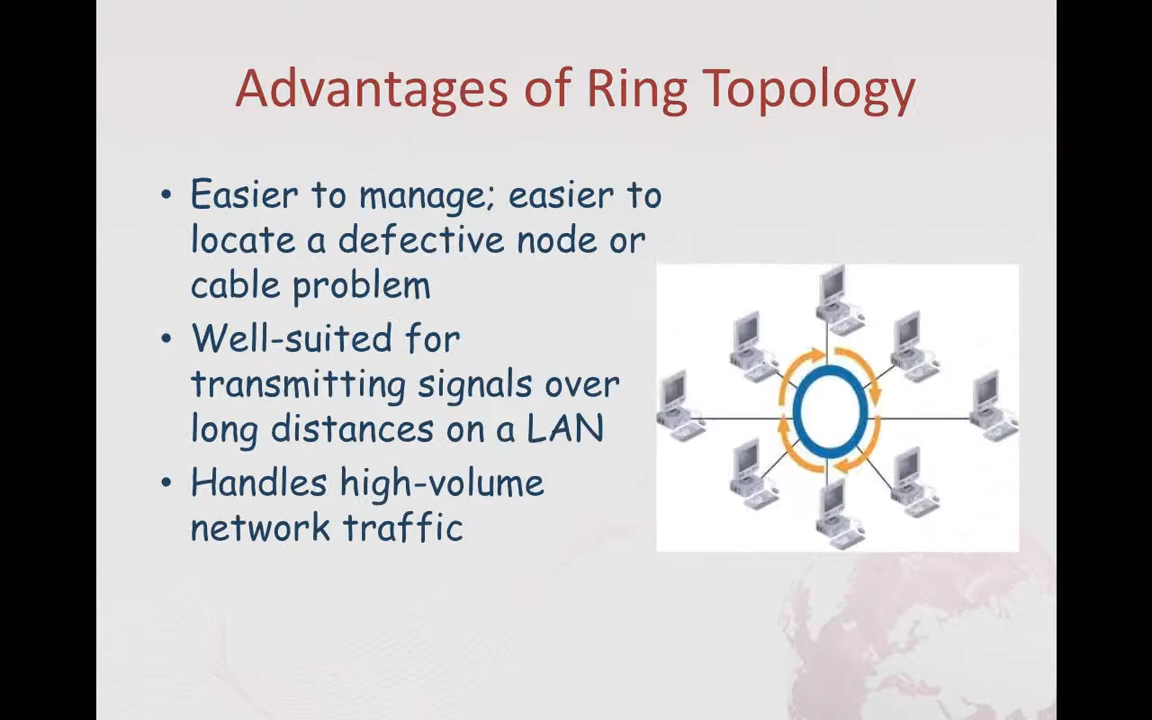 Advantages of Ring Topology
• Easier to manage; easier to
locate a defective node or
cable problem
• Well-suited for
transmitting signals over
long distances on a LAN
• Handles high-volume
network traffic